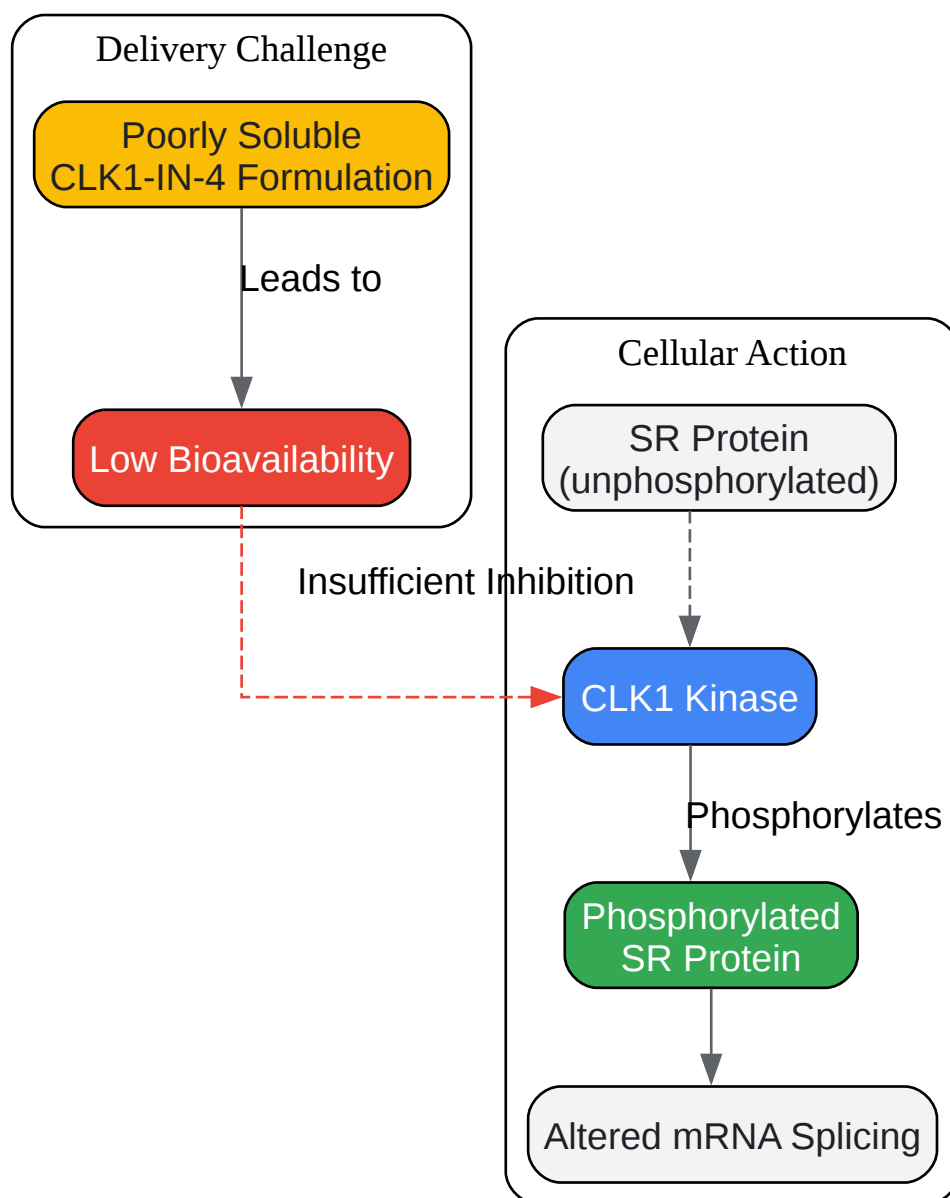 Delivery Challenge
Poorly Soluble
CLK1-IN-4 Formulation
Leads to
Low Bioavailability
Insufficient Inhibition
Cellular Action
SR Protein
(unphosphorylated)
CLK1 Kinase
Phosphorylates
Phosphorylated
SR Protein
Altered mRNA Splicing